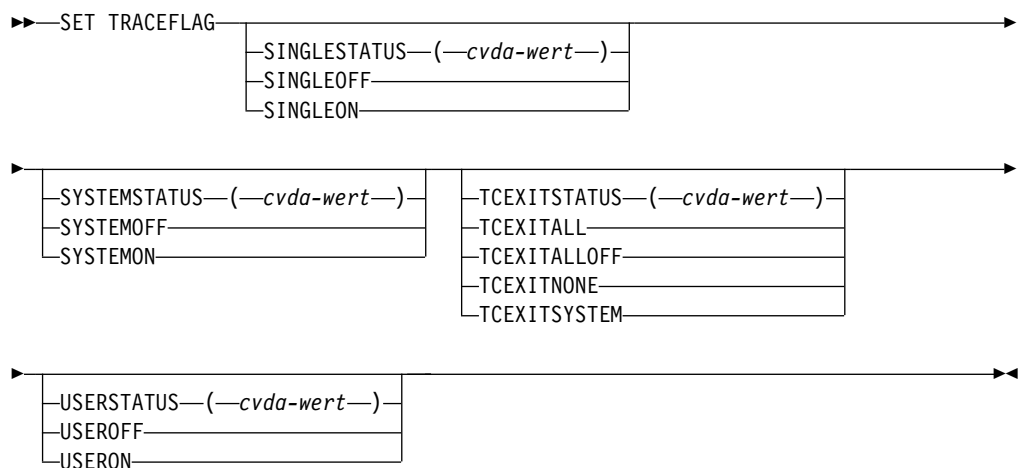 SET TRACEFLAG
SINGLESTATUS ( cvda-wert )
SINGLEOFF
SINGLEON
SYSTEMSTATUS ( cvda-wert )
SYSTEMOFF
SYSTEMON
TCEXITSTATUS ( cvda-wert )
TCEXITALL
TCEXITALLOFF
TCEXITNONE
TCEXITSYSTEM
USERSTATUS ( cvda-wert )
USEROFF
USERON